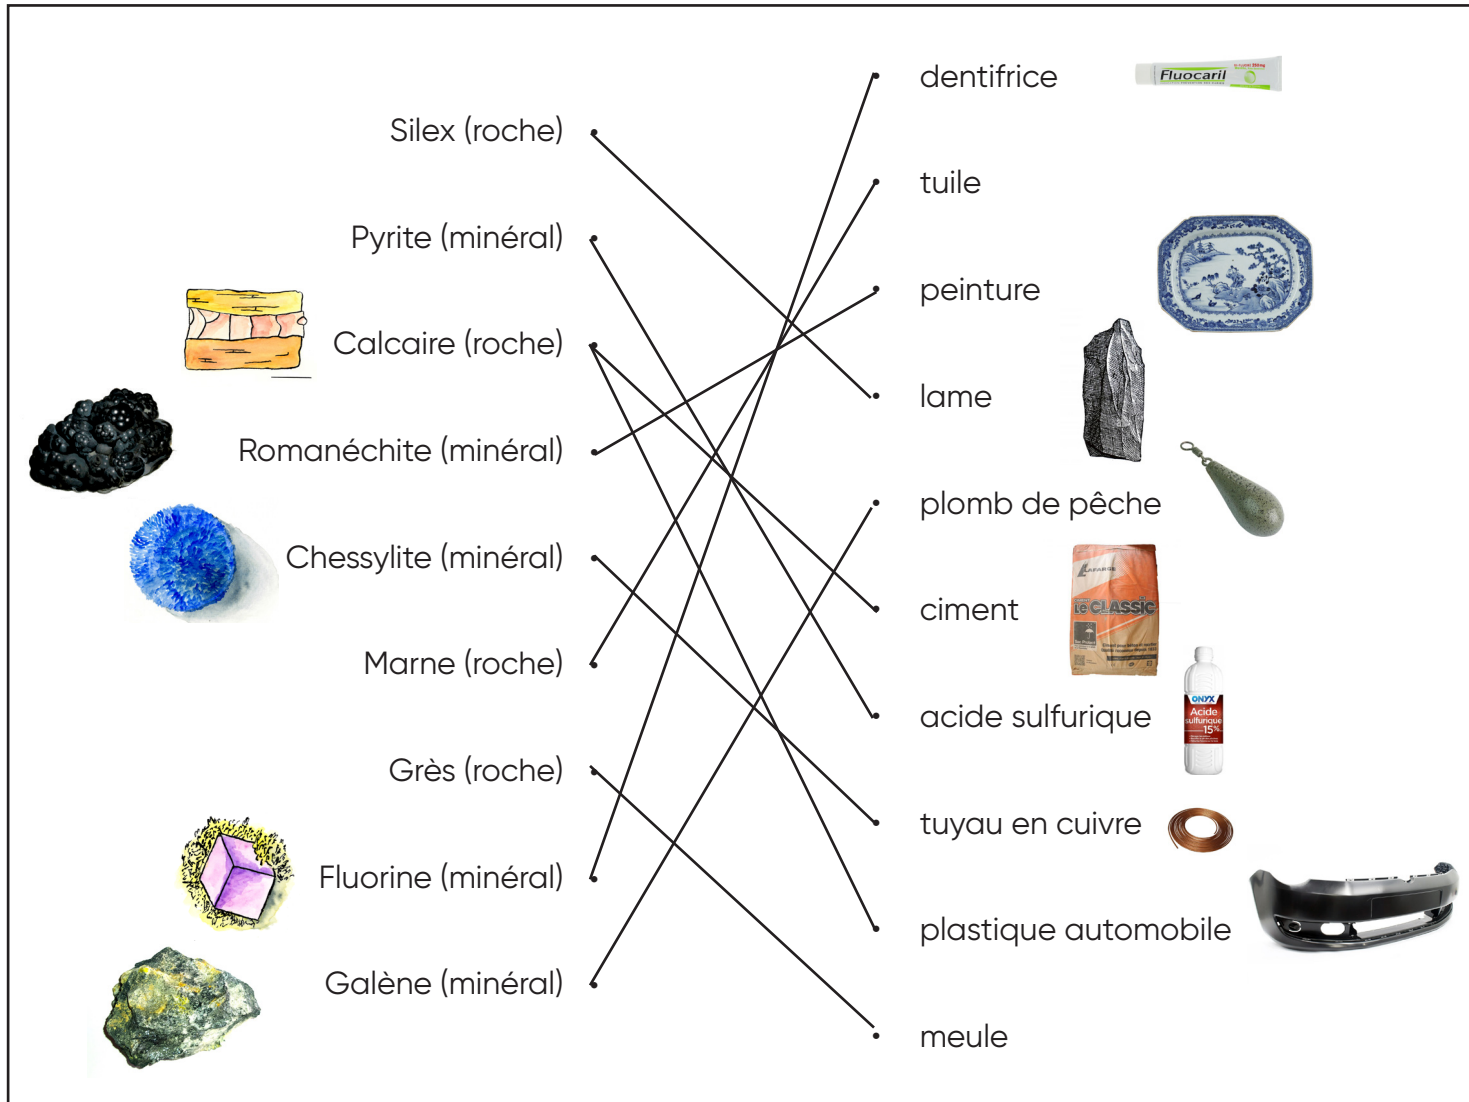 Silex (roche)
Pyrite (minéral)
Calcaire (roche)
Romanéchite (minéral)
Chessylite (minéral)
Marne (roche)
Grès (roche)
Fluorine (minéral)
Galène (minéral)
dentifrice
Fluocaril
tuile
peinture
lame
plomb de pêche
ciment
LAFARGE
Le CLASSIC
acide sulfurique
ONYX
Acide
sulfurique
15%
tuyau en cuivre
plastique automobile
meule